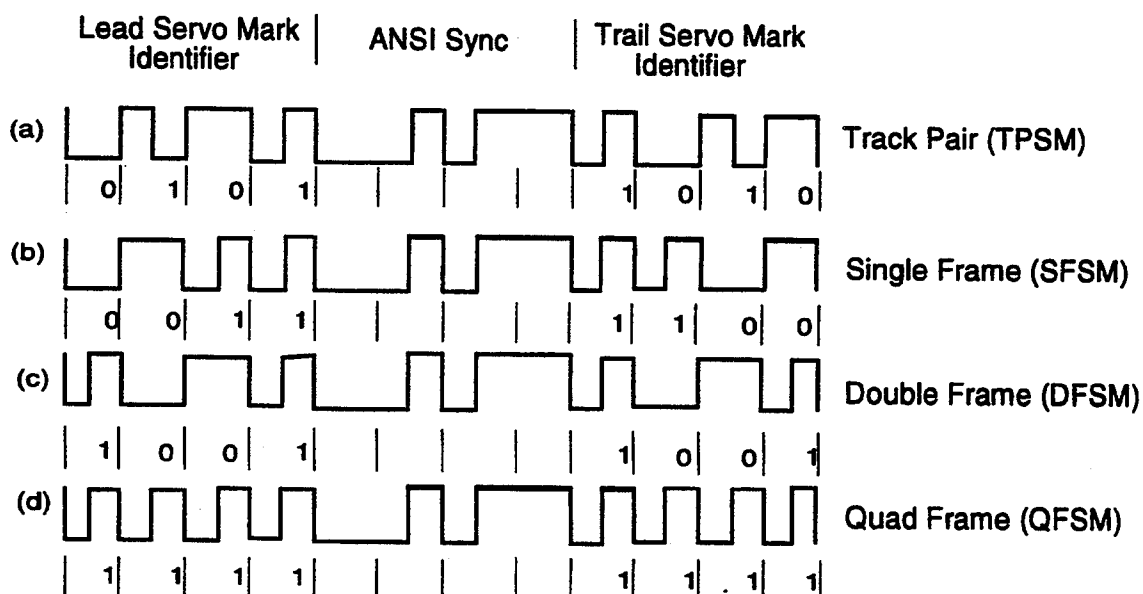 Lead Servo Mark Identifier
ANSI Sync
Trail Servo Mark Identifier
(a)
Track Pair (TPSM)
0 1 0 1 1 0 1 0
(b)
Single Frame (SFSM)
0 0 1 1 1 1 0 0
(c)
Double Frame (DFSM)
1 0 0 1 1 0 0 1
(d)
Quad Frame (QFSM)
1 1 1 1 1 1 1 1